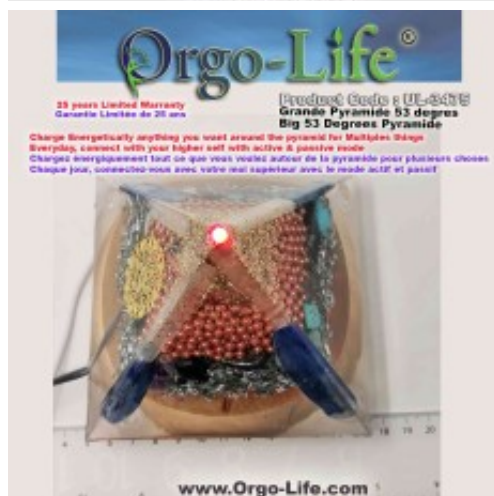 Orgo-Life©
25 years Limited Warranty
Garantie Limitée de 25 ans
Product Code : UL-3475
Grande Pyramide 53 degres
Big 53 Degrees Pyramide
Charge Energetically anything you want around the pyramid for Multiples things
Everyday, connect with your higher self with active & passive mode
Chargez énergiquement tout ce que vous voulez autour de la pyramide pour plusieurs choses
Chaque jour, connectez-vous avec votre moi supérieur avec le mode actif et passif
18 19 20
www.Orgo-Life.com